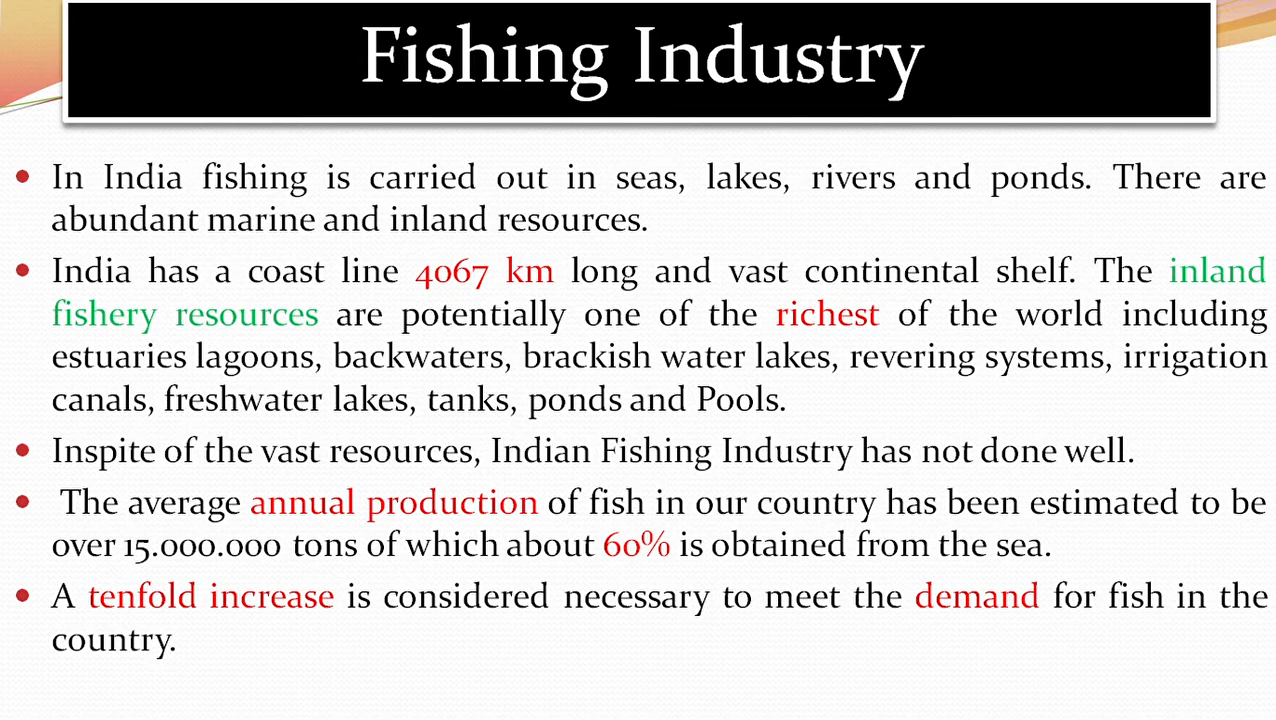 Fishing Industry
• In India fishing is carried out in seas, lakes, rivers and ponds. There are
abundant marine and inland resources.
• India has a coast line 4067 km long and vast continental shelf. The inland
fishery resources are potentially one of the richest of the world including
estuaries lagoons, backwaters, brackish water lakes, revering systems, irrigation
canals, freshwater lakes, tanks, ponds and Pools.
• Inspite of the vast resources, Indian Fishing Industry has not done well.
• The average annual production of fish in our country has been estimated to be
over 15.000.000 tons of which about 60% is obtained from the sea.
• A tenfold increase is considered necessary to meet the demand for fish in the
country.